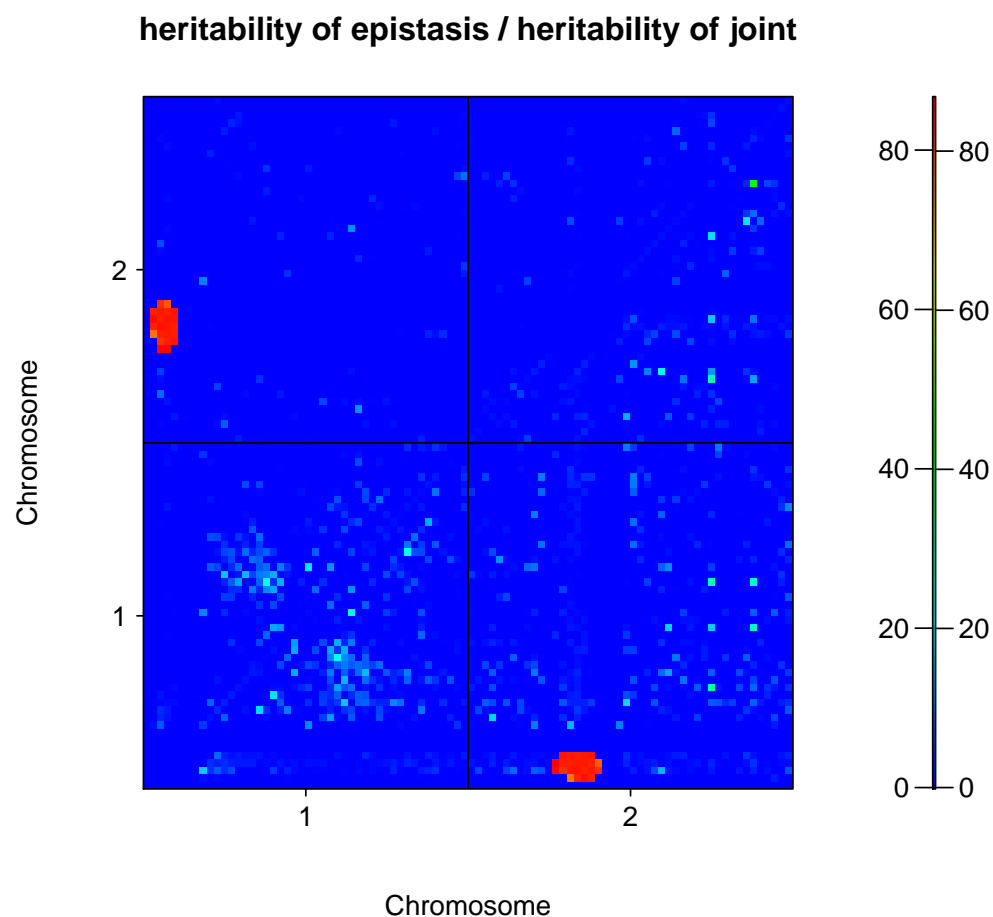 heritability of epistasis / heritability of joint
80 80
2
60 60
Chromosome
40 40
1
20 20
0 0
1 2
Chromosome